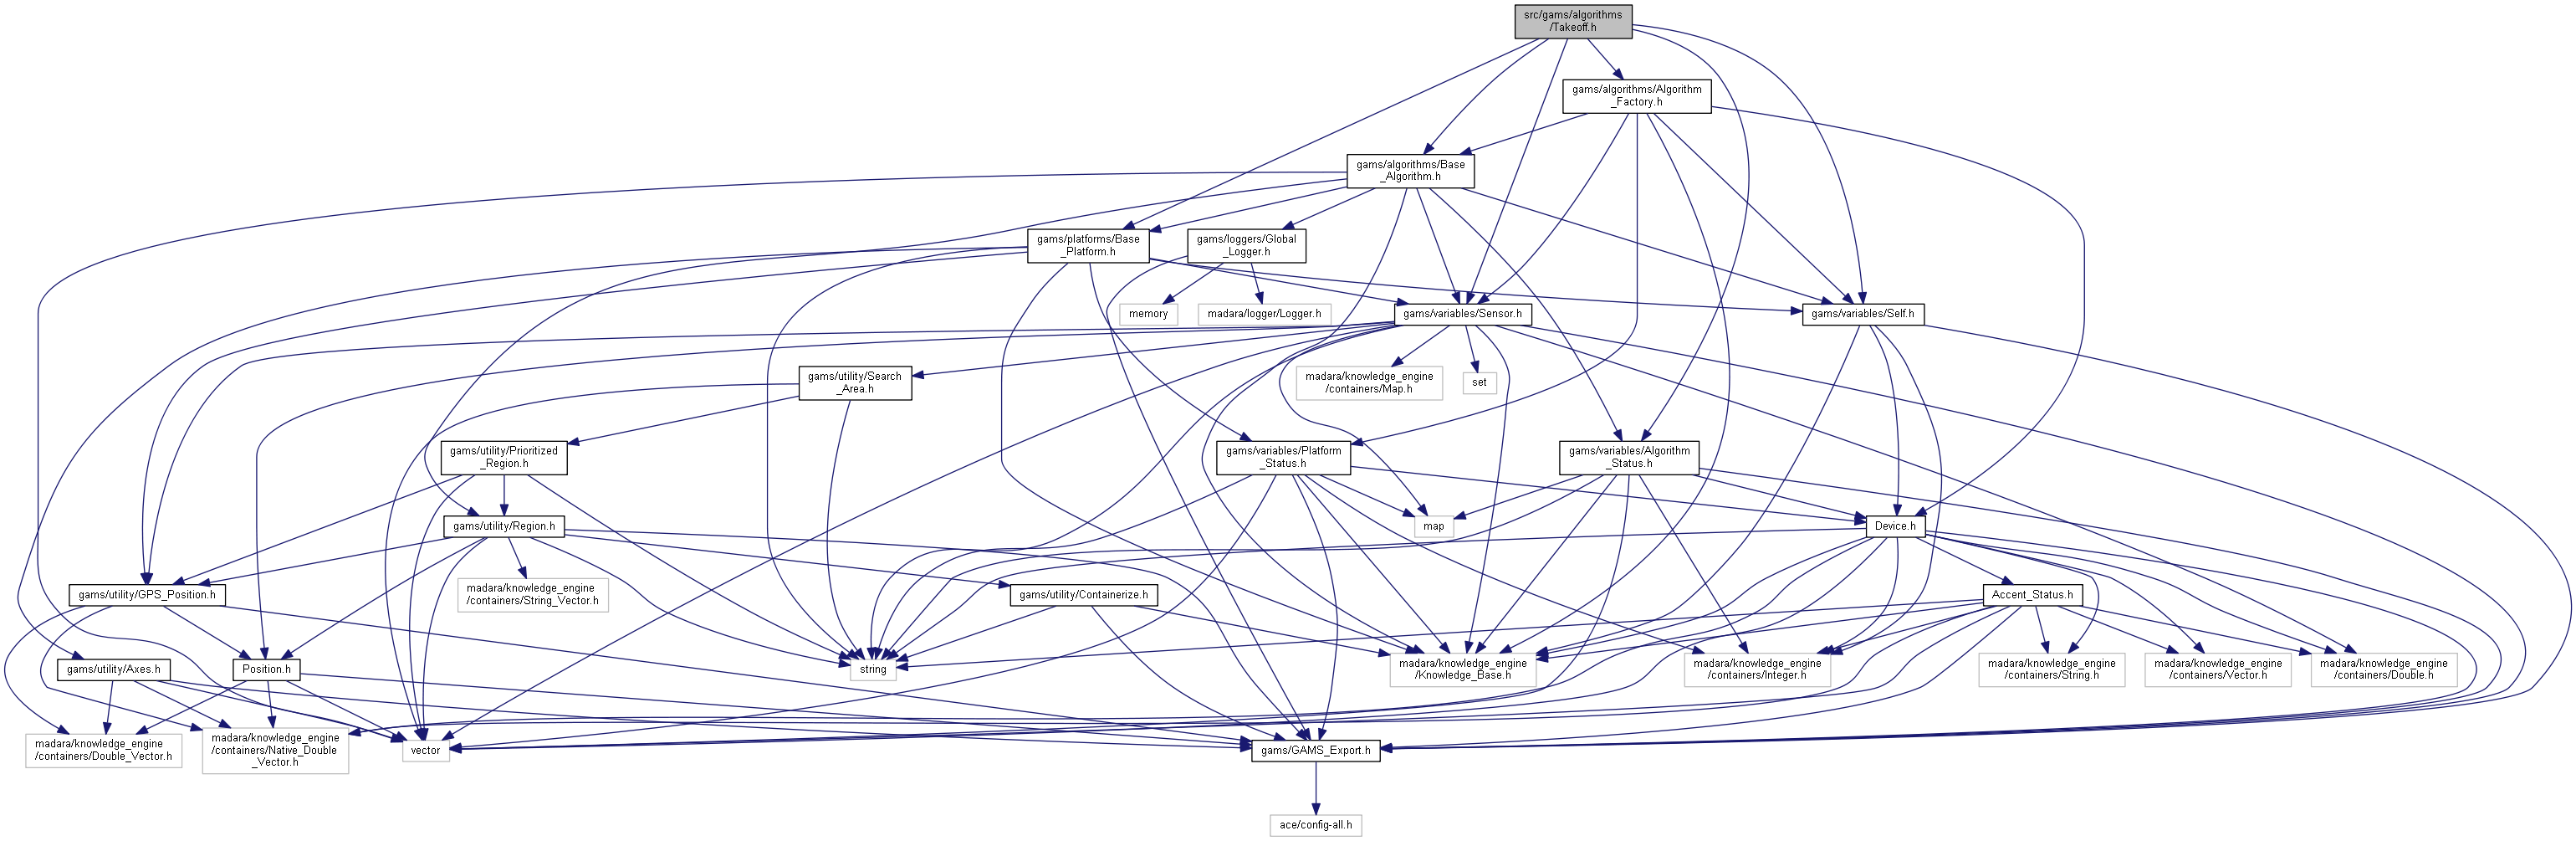 src/gams/algorithms
/Takeoff.h
gams/algorithms/Algorithm
_Factory.h
gams/algorithms/Base
_Algorithm.h
gams/platforms/Base
_Platform.h
gams/loggers/Global
_Logger.h
memory
madara/logger/Logger.h
gams/variables/Sensor.h
gams/variables/Self.h
gams/utility/Search
_Area.h
madara/knowledge_engine
/containers/Map.h
set
gams/utility/Prioritized
_Region.h
gams/variables/Platform
_Status.h
gams/variables/Algorithm
_Status.h
gams/utility/Region.h
map
Device.h
gams/utility/GPS_Position.h
madara/knowledge_engine
/containers/String_Vector.h
gams/utility/Containerize.h
Accent_Status.h
gams/utility/Axes.h
Position.h
string
madara/knowledge_engine
/Knowledge_Base.h
madara/knowledge_engine
/containers/Integer.h
madara/knowledge_engine
/containers/String.h
madara/knowledge_engine
/containers/Vector.h
madara/knowledge_engine
/containers/Double.h
madara/knowledge_engine
/containers/Double_Vector.h
madara/knowledge_engine
/containers/Native_Double
_Vector.h
vector
gams/GAMS_Export.h
ace/config-all.h